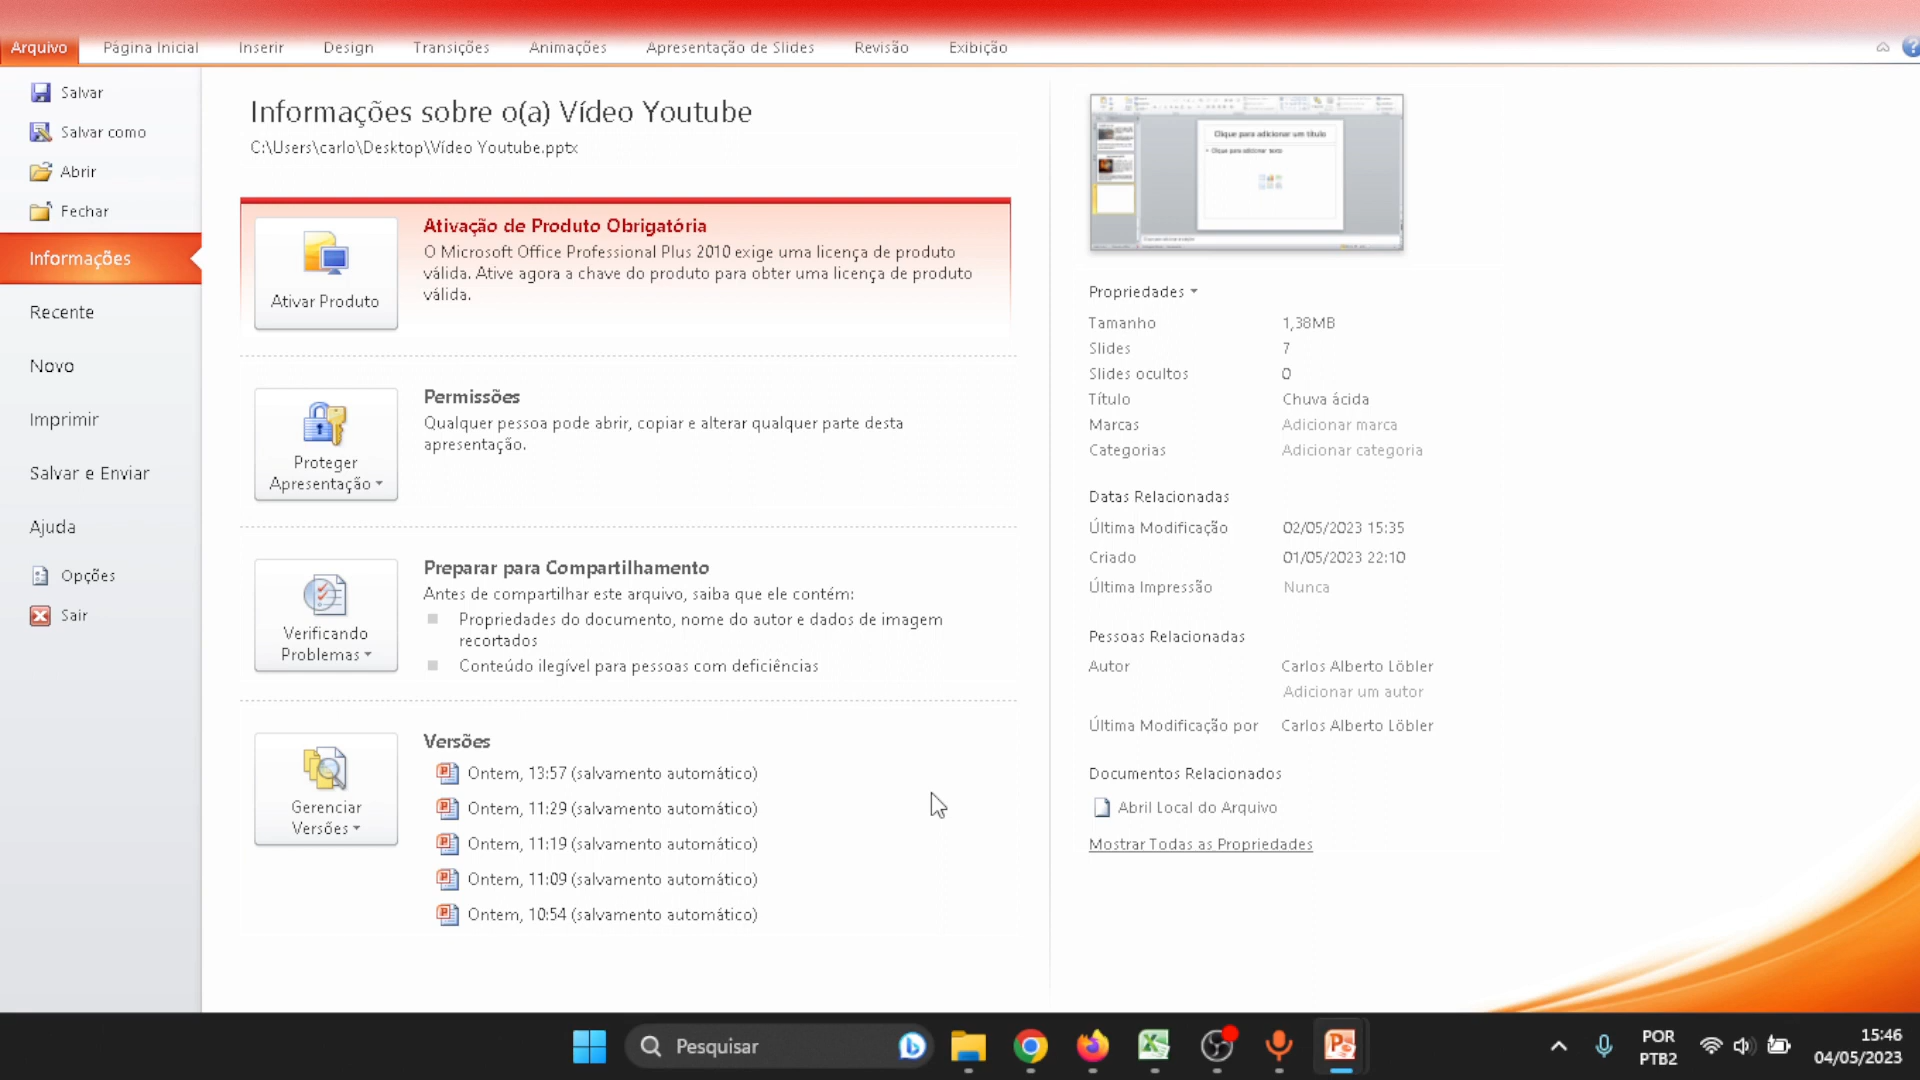 Arquivo Página Inicial Inserir Design Transições Animações Apresentação de Slides Revisão Exibição
Salvar
Salvar como
Abrir
Fechar
Informações
Recente
Novo
Imprimir
Salvar e Enviar
Ajuda
Opções
Sair
Informações sobre o(a) Vídeo Youtube
C:\Users\carlo\Desktop\Vídeo Youtube.pptx
Ativar Produto
Ativação de Produto Obrigatória
O Microsoft Office Professional Plus 2010 exige uma licença de produto
válida. Ative agora a chave do produto para obter uma licença de produto
válida.
Proteger
Apresentação
Permissões
Qualquer pessoa pode abrir, copiar e alterar qualquer parte desta
apresentação.
Verificando
Problemas
Preparar para Compartilhamento
Antes de compartilhar este arquivo, saiba que ele contém:
Propriedades do documento, nome do autor e dados de imagem
recortados
Conteúdo ilegível para pessoas com deficiências
Gerenciar
Versões
Versões
Ontem, 13:57 (salvamento automático)
Ontem, 11:29 (salvamento automático)
Ontem, 11:19 (salvamento automático)
Ontem, 11:09 (salvamento automático)
Ontem, 10:54 (salvamento automático)
Clique para adicionar um título
Clique para adicionar texto
Propriedades
Tamanho 1,38MB
Slides 7
Slides ocultos 0
Título Chuva ácida
Marcas Adicionar marca
Categorias Adicionar categoria
Datas Relacionadas
Última Modificação 02/05/2023 15:35
Criado 01/05/2023 22:10
Última Impressão Nunca
Pessoas Relacionadas
Autor Carlos Alberto Löbler
Adicionar um autor
Última Modificação por Carlos Alberto Löbler
Documentos Relacionados
Abril Local do Arquivo
Mostrar Todas as Propriedades
Pesquisar
POR
PTB2
15:46
04/05/2023